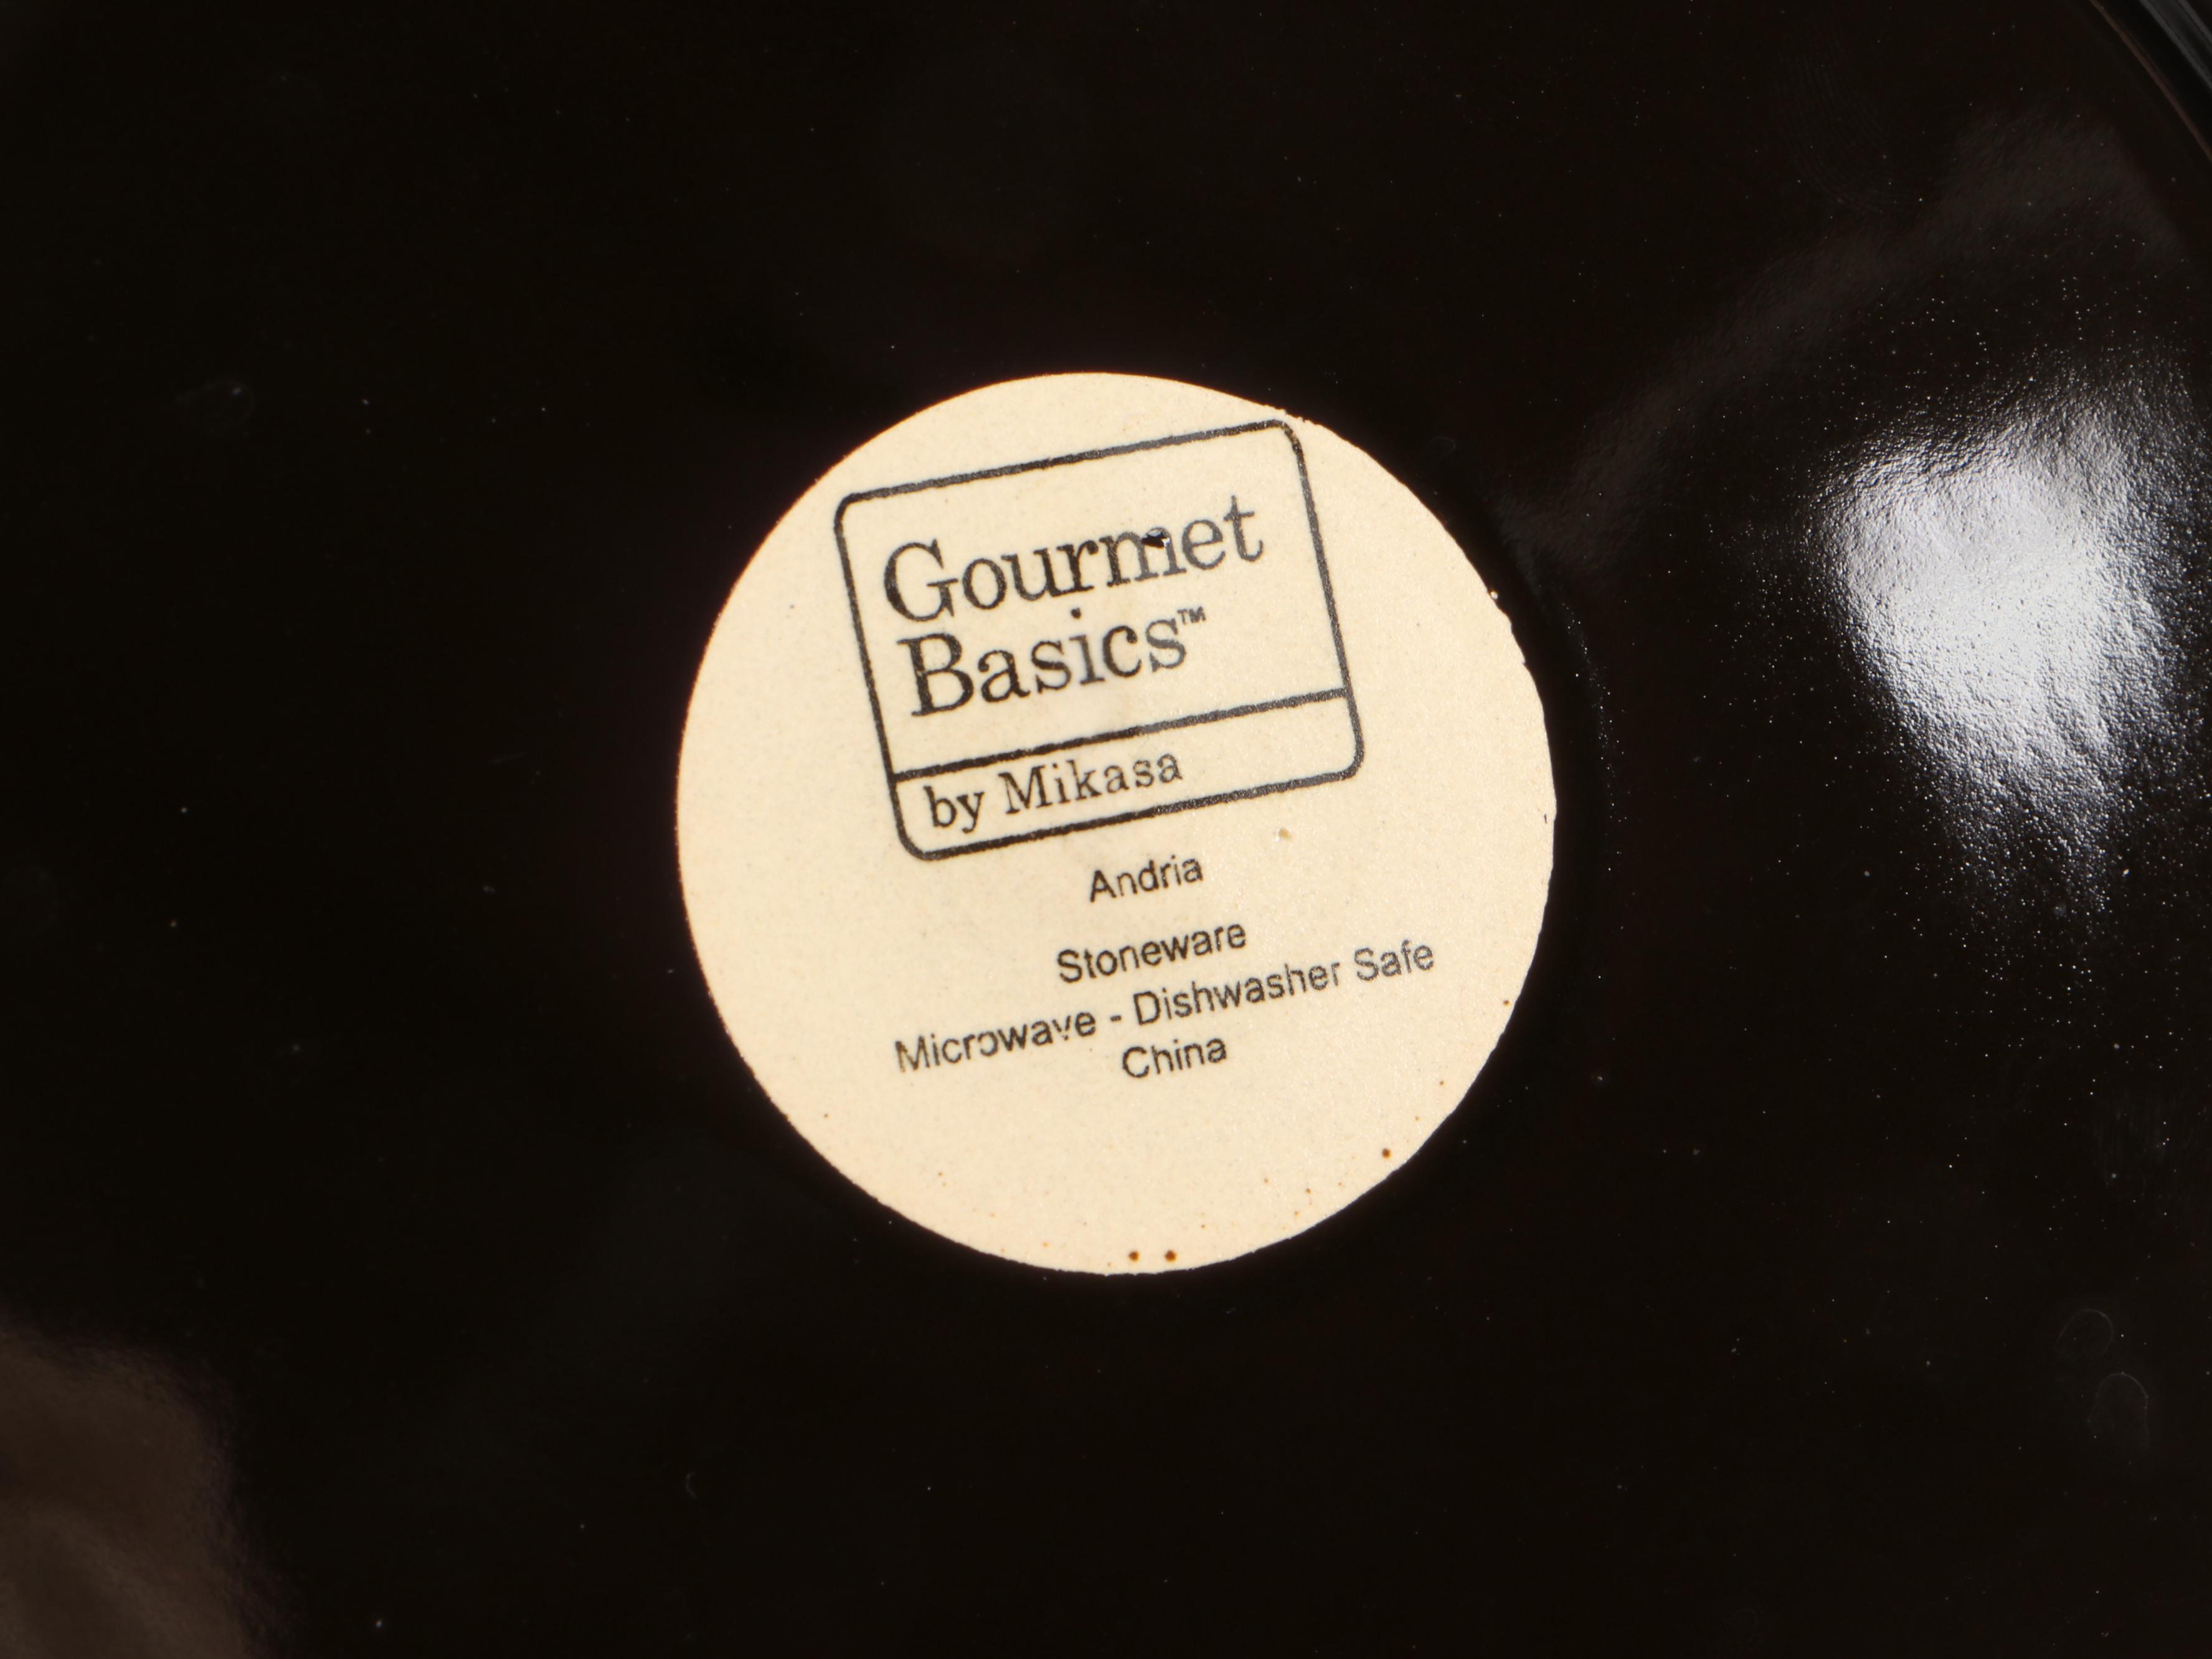 Gourmet
Basics™
by Mikasa
Andria
Stoneware
Microwave - Dishwasher Safe
China